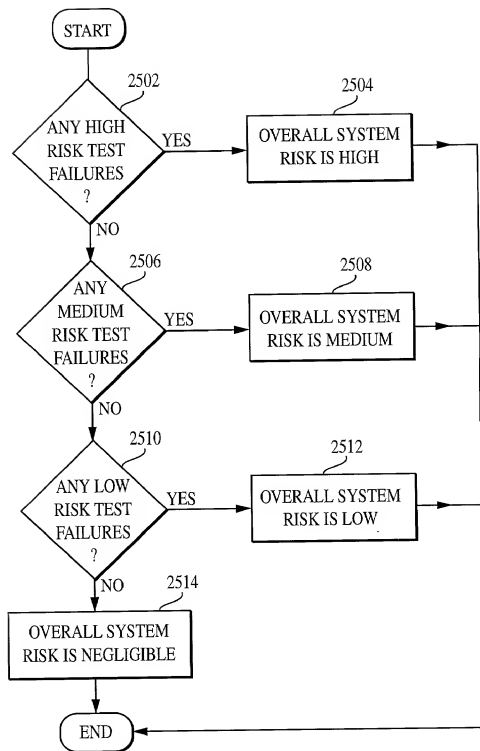 START
2502
ANY HIGH
RISK TEST
FAILURES
?
YES
2504
OVERALL SYSTEM
RISK IS HIGH
NO
2506
ANY
MEDIUM
RISK TEST
FAILURES
?
YES
2508
OVERALL SYSTEM
RISK IS MEDIUM
NO
2510
ANY LOW
RISK TEST
FAILURES
?
YES
2512
OVERALL SYSTEM
RISK IS LOW
NO
2514
OVERALL SYSTEM
RISK IS NEGLIGIBLE
END